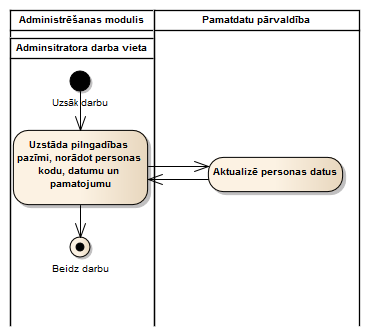 Administrēšanas modulis
Pamatdatu pārvaldība
Adminsitratora darba vieta
Uzsāk darbu
Uzstāda pilngadības
pazīmi, norādot personas
kodu, datumu un
pamatojumu
Aktualizē personas datus
Beidz darbu